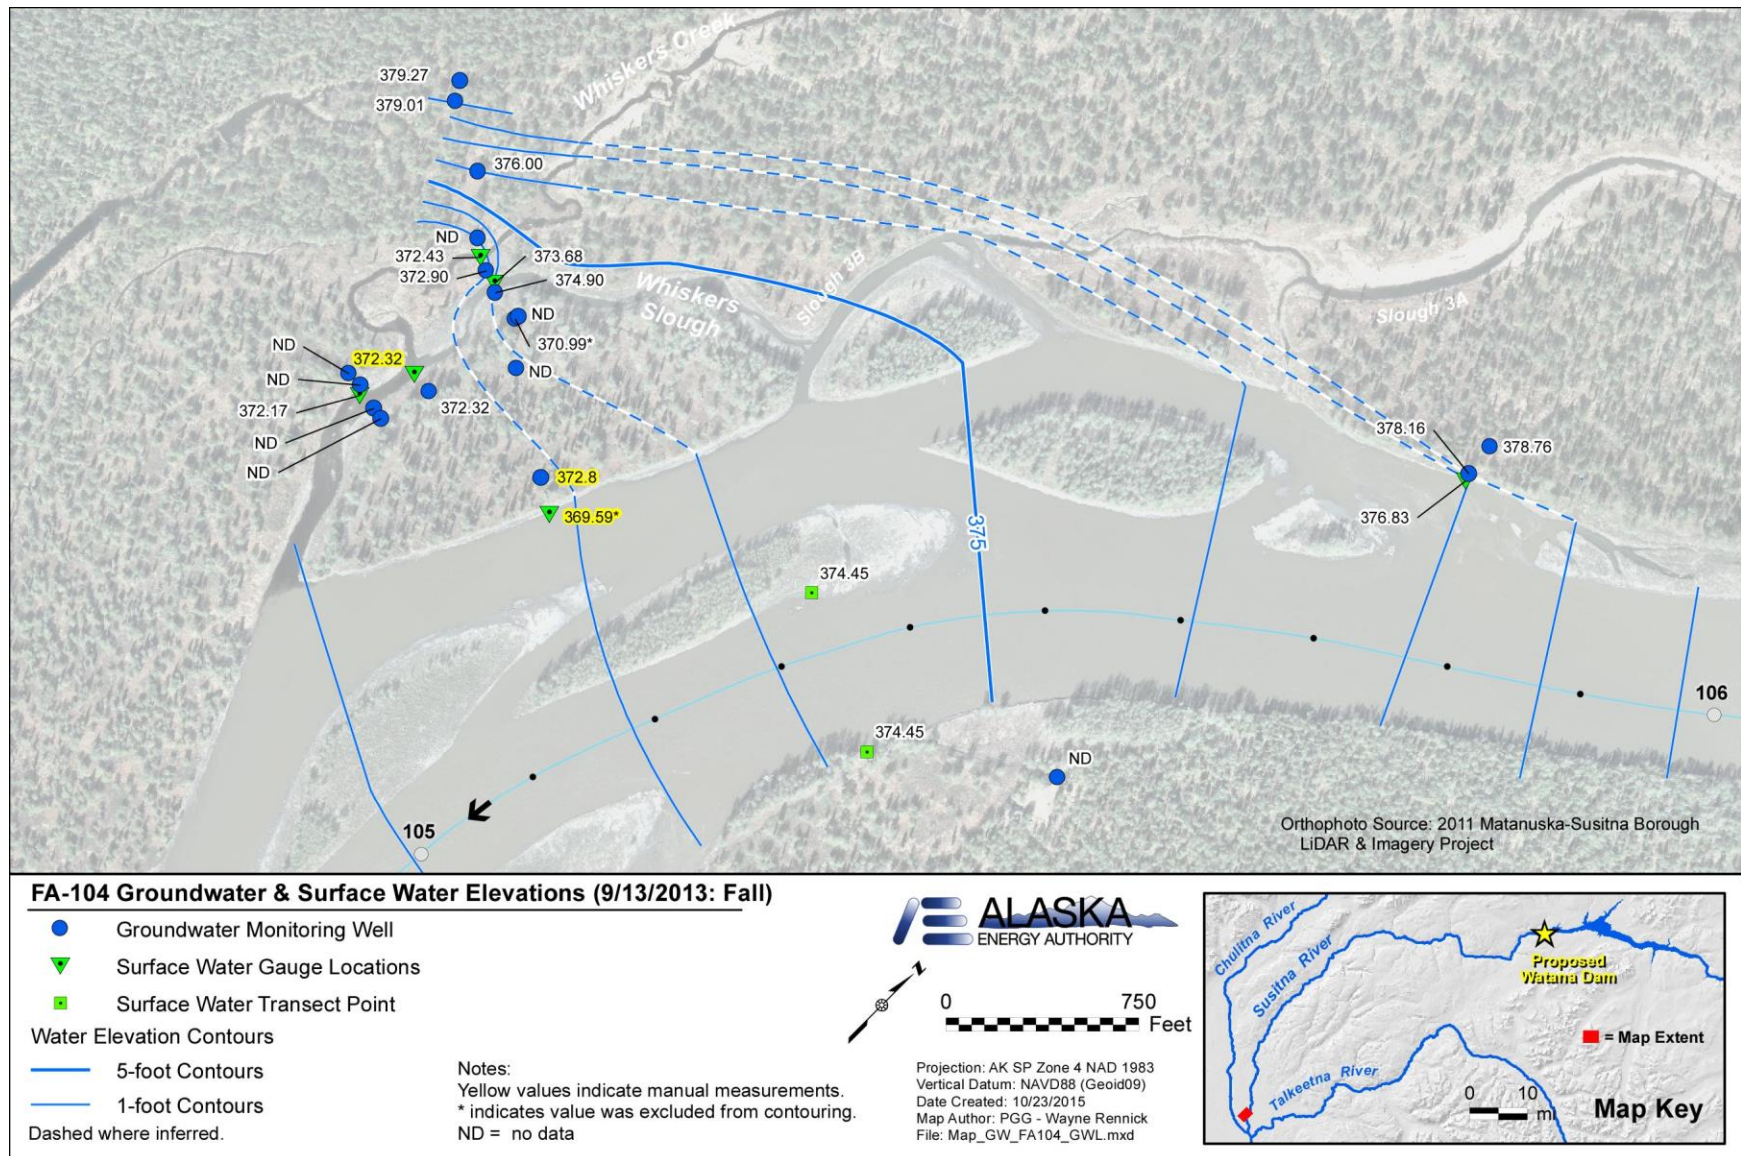 379.27
379.01
376.00
Whiskers Creek
ND
372.43
372.90
373.68
374.90
Whiskers
Slough
Slough 3B
Slough 3A
ND
370.99*
ND
ND
372.32
ND
372.17
372.32
ND
ND
378.16
378.76
376.83
372.8
369.59*
375
374.45
374.45
ND
106
105
Orthophoto Source: 2011 Matanuska-Susitna Borough
LiDAR & Imagery Project
FA-104 Groundwater & Surface Water Elevations (9/13/2013: Fall)
Groundwater Monitoring Well
Surface Water Gauge Locations
Surface Water Transect Point
Water Elevation Contours
5-foot Contours
1-foot Contours
Dashed where inferred.
Notes:
Yellow values indicate manual measurements.
* indicates value was excluded from contouring.
ND = no data
ALASKA
ENERGY AUTHORITY
N
0 750
Feet
Projection: AK SP Zone 4 NAD 1983
Vertical Datum: NAVD88 (Geoid09)
Date Created: 10/23/2015
Map Author: PGG - Wayne Rennick
File: Map_GW_FA104_GWL.mxd
Chulitna River
Susitna River
Proposed
Watana Dam
= Map Extent
Talkeetna River
0 10
mi
Map Key